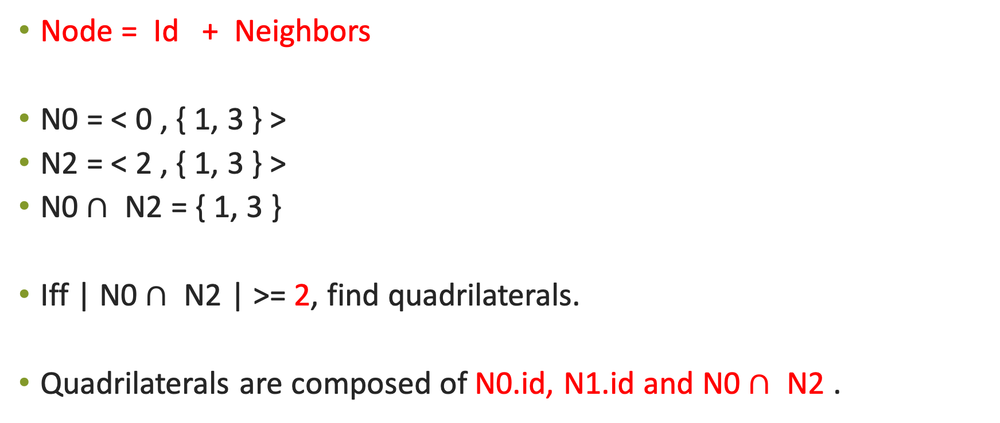 • Node = Id + Neighbors
• N0 = < 0 , { 1, 3 } >
• N2 = < 2 , { 1, 3 } >
• N0 ∩ N2 = { 1, 3 }
• Iff | N0 ∩ N2 | >= 2, find quadrilaterals.
• Quadrilaterals are composed of N0.id, N1.id and N0 ∩ N2 .